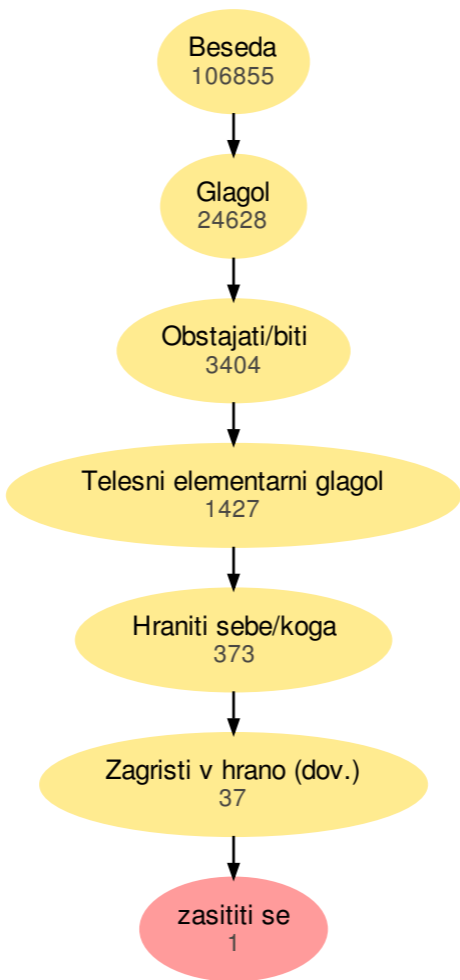 Beseda
106855
Glagol
24628
Obstajati/biti
3404
Telesni elementarni glagol
1427
Hraniti sebe/koga
373
Zagristi v hrano (dov.)
37
zasititi se
1